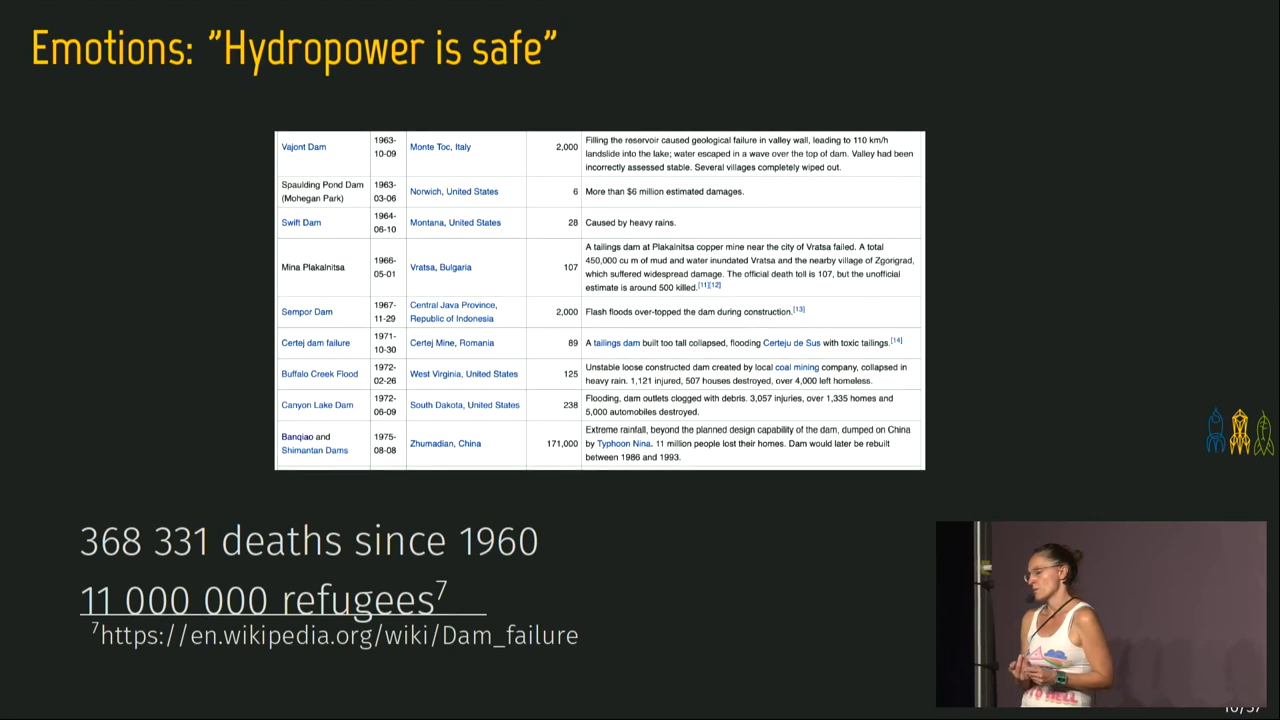 Emotions: "Hydropower is safe"
Vajont Dam 1963-10-09 Monte Toc, Italy 2,000 Filling the reservoir caused geological failure in valley wall, leading to 110 km/h
landslide into the lake; water escaped in a wave over the top of dam. Valley had been
incorrectly assessed stable. Several villages completely wiped out.
Spaulding Pond Dam (Mohegan Park) 1963-03-06 Norwich, United States 6 More than $6 million estimated damages.
Swift Dam 1964-06-10 Montana, United States 28 Caused by heavy rains.
Mina Plakalnitsa 1966-05-01 Vratsa, Bulgaria 107 A tailings dam at Plakalnitsa copper mine near the city of Vratsa failed. A total
450,000 cu m of mud and water inundated Vratsa and the nearby village of Zgorigrad,
which suffered widespread damage. The official death toll is 107, but the unofficial
estimate is around 500 killed.[11][12]
Sempor Dam 1967-11-29 Central Java Province, Republic of Indonesia 2,000 Flash floods over-topped the dam during construction.[13]
Certej dam failure 1971-10-30 Certej Mine, Romania 89 A tailings dam built too tall collapsed, flooding Certeju de Sus with toxic tailings.[14]
Buffalo Creek Flood 1972-02-26 West Virginia, United States 125 Unstable loose constructed dam created by local coal mining company, collapsed in
heavy rain. 1,121 injured, 507 houses destroyed, over 4,000 left homeless.
Canyon Lake Dam 1972-06-09 South Dakota, United States 238 Flooding, dam outlets clogged with debris. 3,057 injuries, over 1,335 homes and
5,000 automobiles destroyed.
Banqiao and Shimantan Dams 1975-08-08 Zhumadian, China 171,000 Extreme rainfall, beyond the planned design capability of the dam, dumped on China
by Typhoon Nina. 11 million people lost their homes. Dam would later be rebuilt
between 1986 and 1993.
368 331 deaths since 1960
11 000 000 refugees7
7https://en.wikipedia.org/wiki/Dam_failure
TO HELL